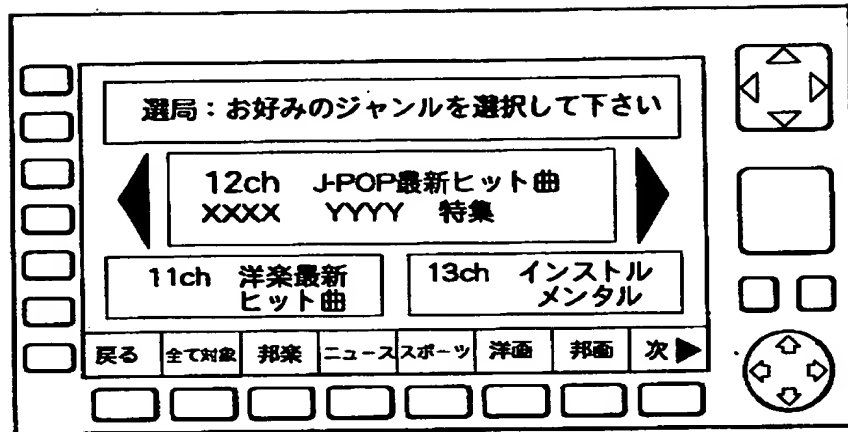 選局：お好みのジャンルを選択して下さい
12ch J-POP最新ヒット曲
XXXX YYYY 特集
11ch 洋楽最新
ヒット曲
13ch インストル
メンタル
戻る 全て対象 邦楽 ニュース スポーツ 洋画 邦画 次